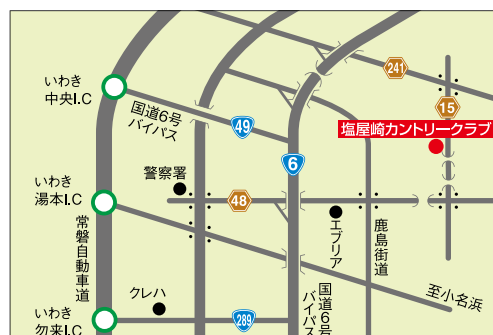 いわき
中央I.C
国道6号
バイパス
49
6
241
15
塩屋崎カントリークラブ
いわき
湯本I.C
警察署
48
エブリア
鹿島街道
常磐自動車道
至小名浜
クレハ
いわき
勿来I.C
289
国道6号
バイパス